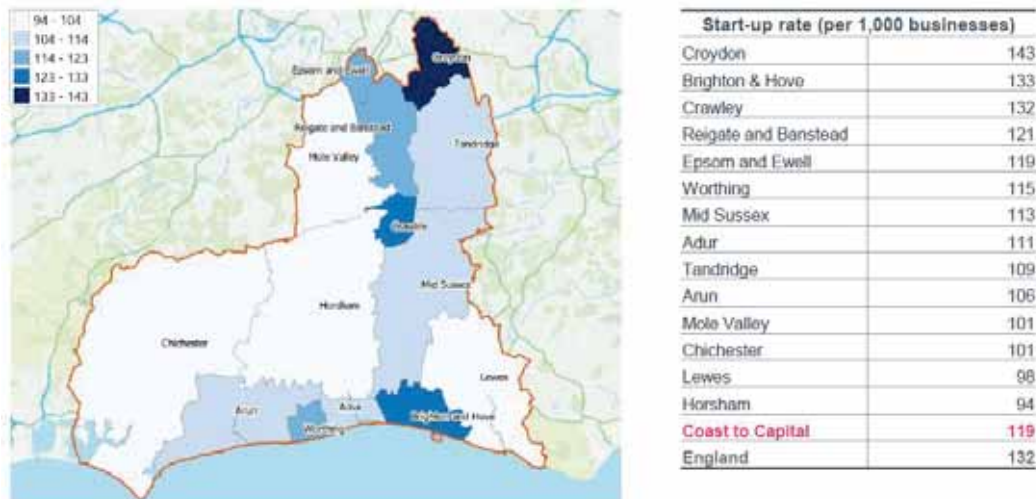 94 - 104
104 - 114
114 - 123
123 - 133
133 - 143
Croydon
Epsom and Ewell
Reigate and Banstead
Mole Valley
Tandridge
Crawley
Mid Sussex
Horsham
Chichester
Lewes
Arun
Adur
Worthing
Brighton and Hove
Start-up rate (per 1,000 businesses)
Croydon 143
Brighton & Hove 133
Crawley 132
Reigate and Banstead 121
Epsom and Ewell 119
Worthing 115
Mid Sussex 113
Adur 111
Tandridge 109
Arun 106
Mole Valley 101
Chichester 101
Lewes 98
Horsham 94
Coast to Capital 119
England 132